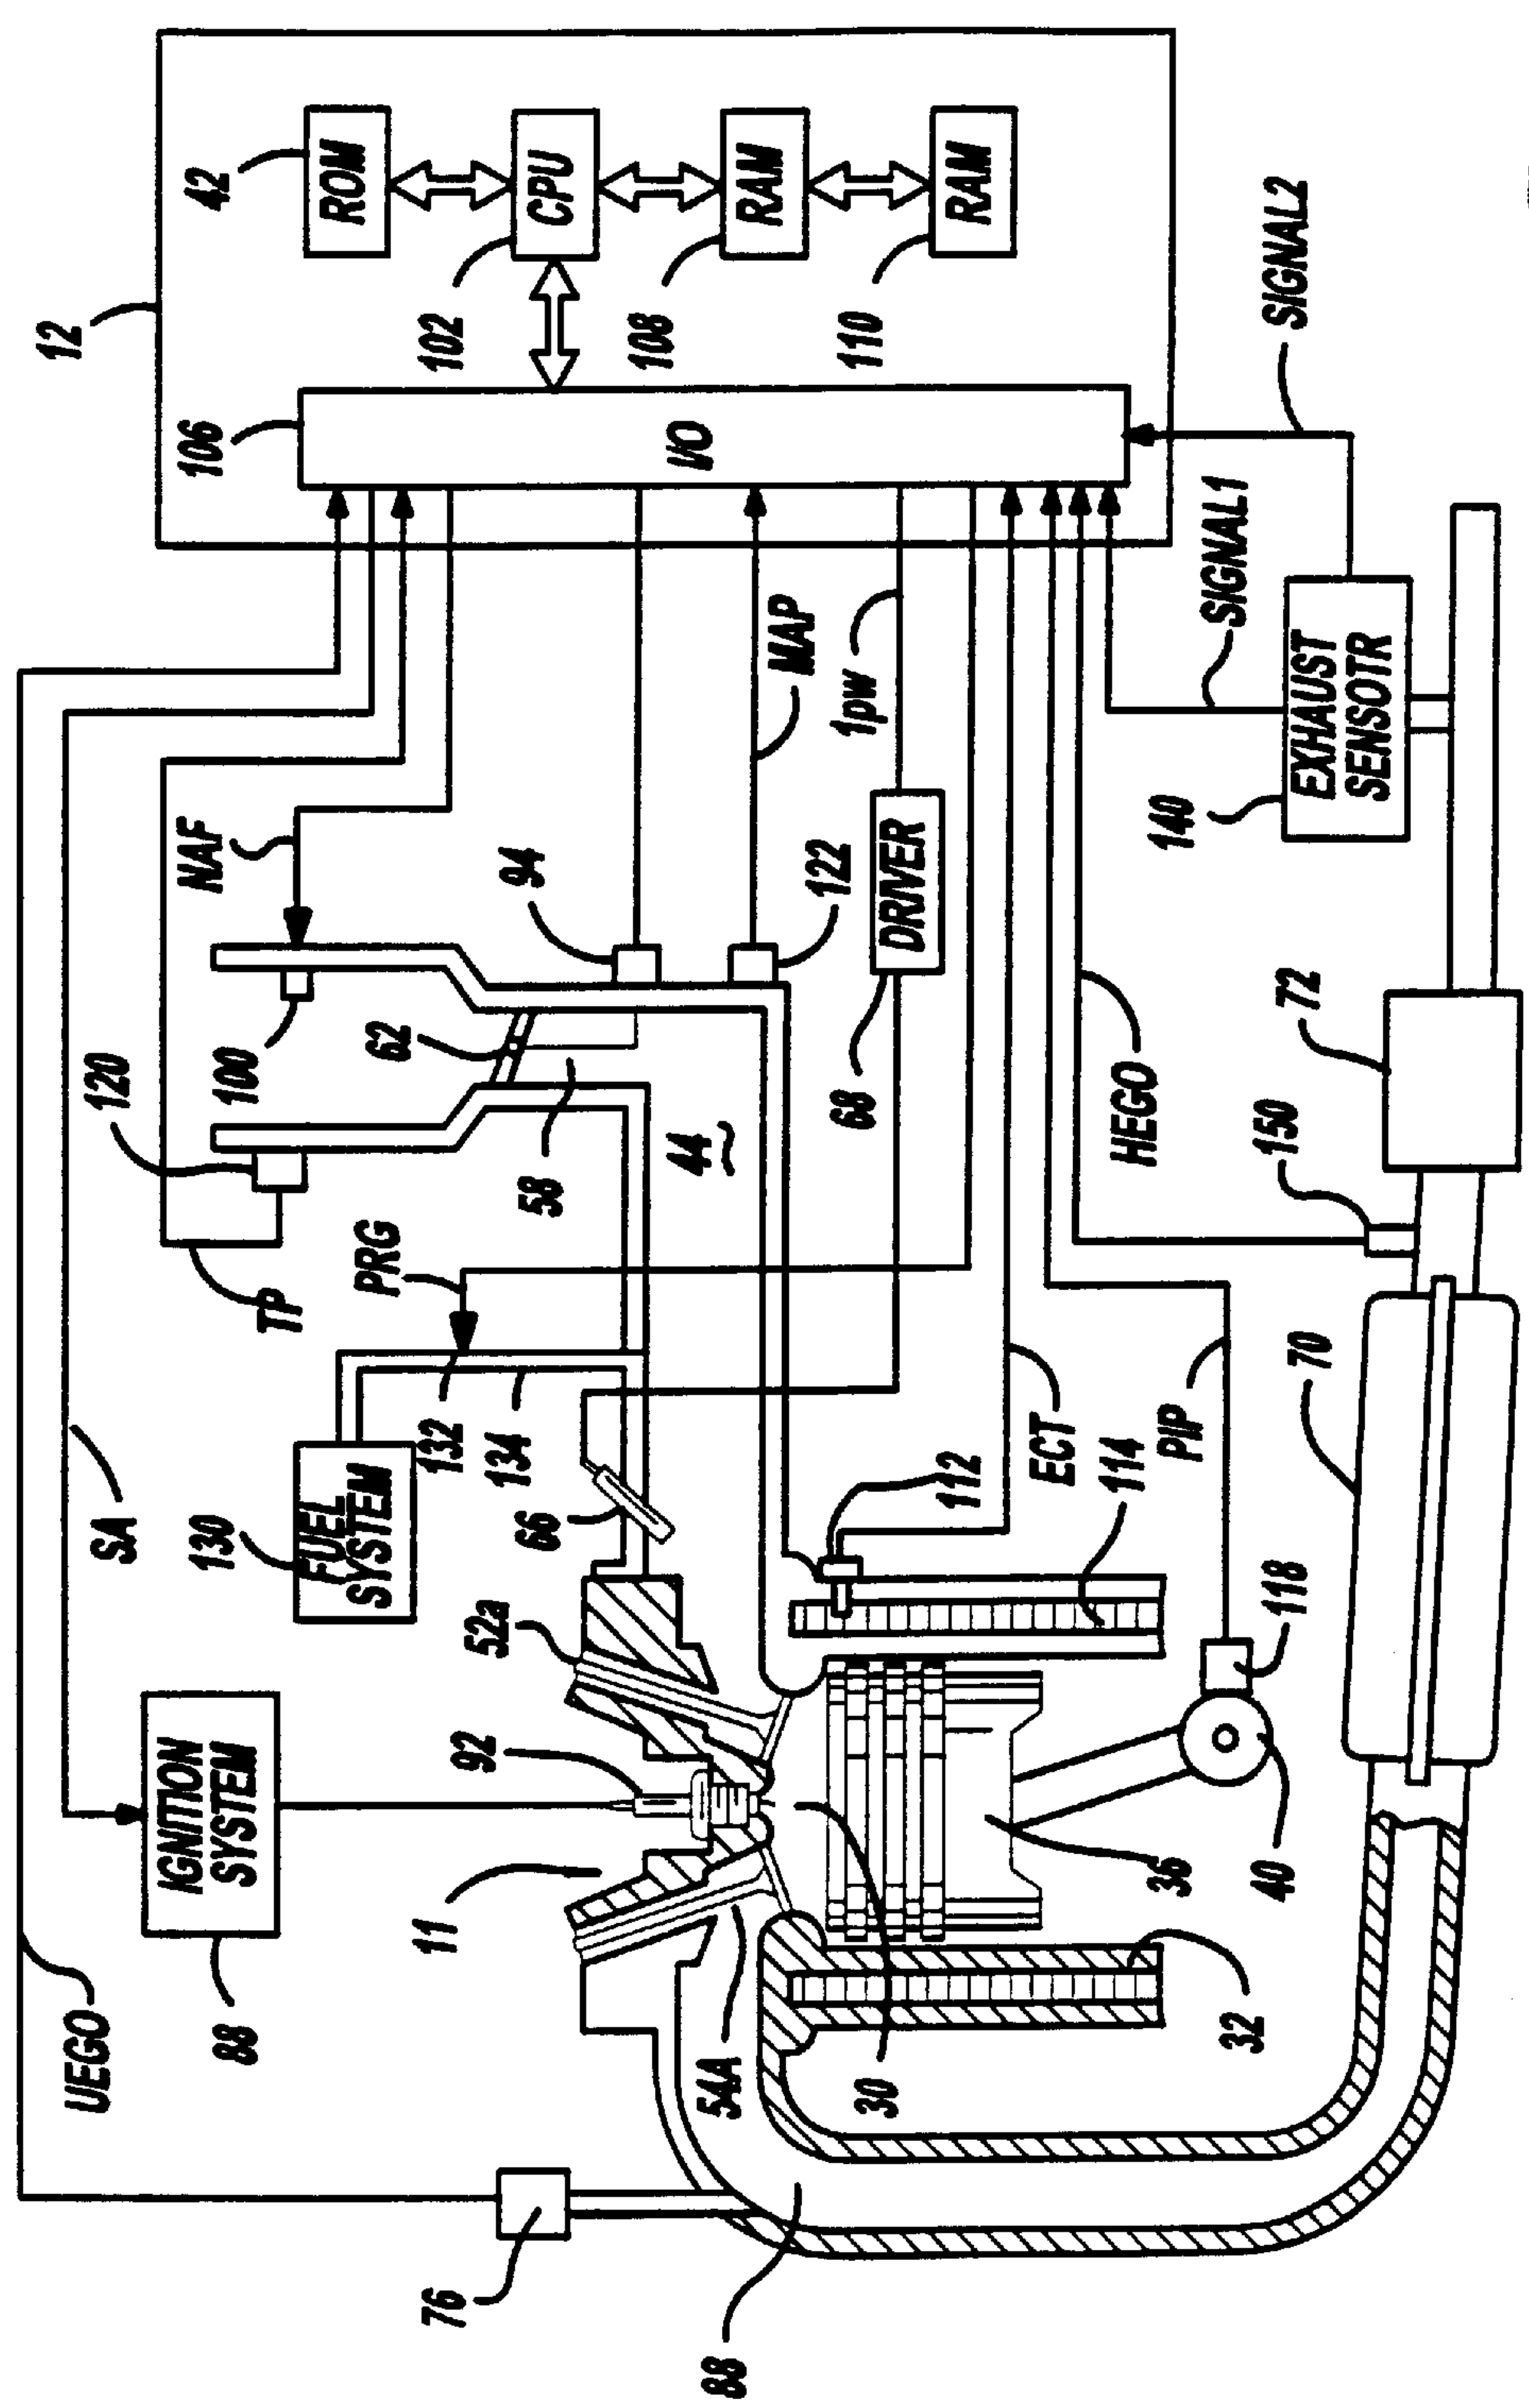 UEGO
SA
12
88
IGNITION
SYSTEM
130
FUEL
SYSTEM
TP
120
100
NAF
106
42
ROM
102
CPU
108
RAM
110
RAM
I/O
PRG
132
134
62
58
94
MAP
122
1pw
DRIVER
68
44
76
11
92
52a
66
54A
30
88
112
ECT
114
PIP
HEGO
32
36
40
118
70
150
72
140
EXHAUST
SENSOTR
SIGNAL1
SIGNAL2